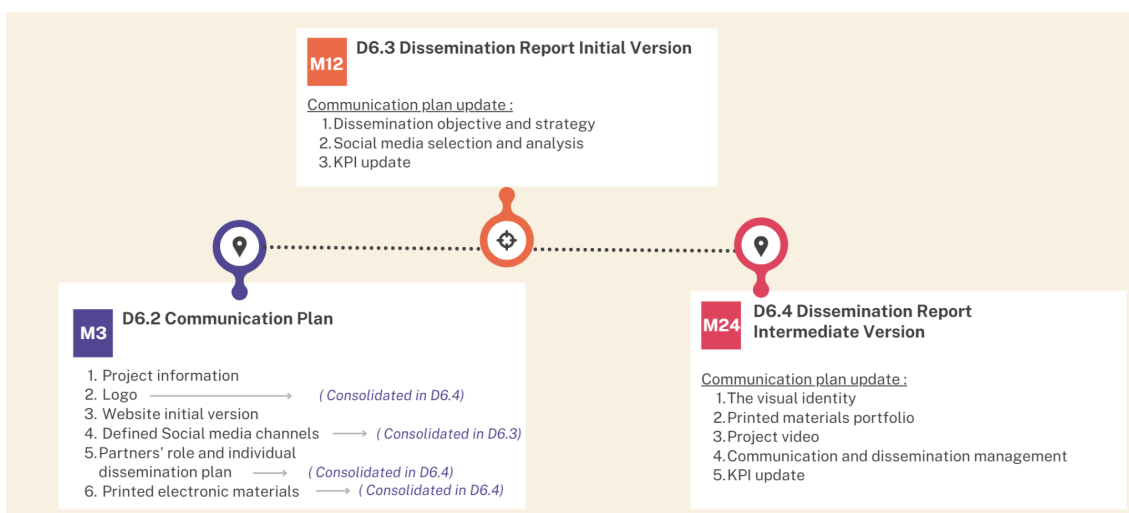 M12
D6.3 Dissemination Report Initial Version
Communication plan update :
1. Dissemination objective and strategy
2. Social media selection and analysis
3. KPI update
M3
D6.2 Communication Plan
1. Project information
2. Logo ( Consolidated in D6.4)
3. Website initial version
4. Defined Social media channels ( Consolidated in D6.3)
5. Partners' role and individual
dissemination plan ( Consolidated in D6.4)
6. Printed electronic materials ( Consolidated in D6.4)
M24
D6.4 Dissemination Report
Intermediate Version
Communication plan update :
1. The visual identity
2. Printed materials portfolio
3. Project video
4. Communication and dissemination management
5. KPI update